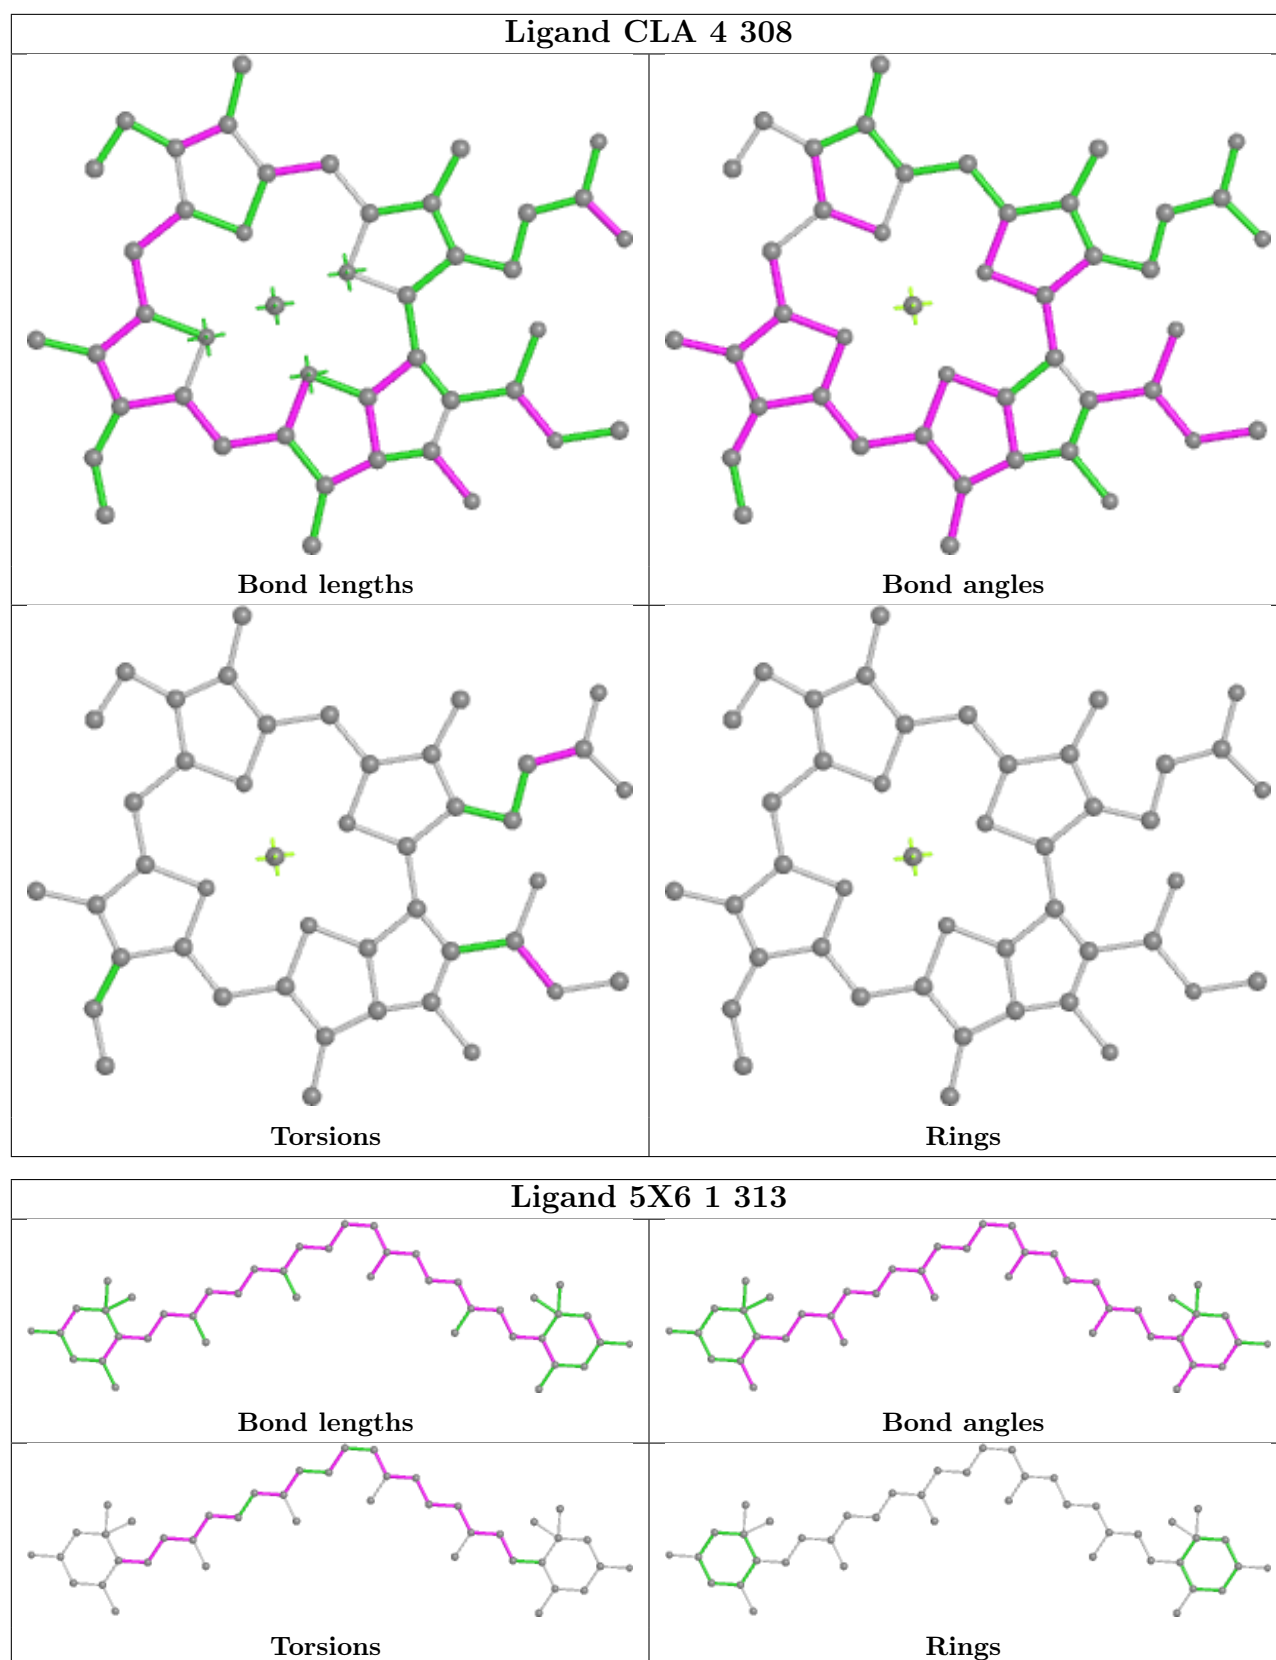 Ligand CLA 4 308
Bond lengths
Bond angles
Torsions
Rings
Ligand 5X6 1 313
Bond lengths
Bond angles
Torsions
Rings